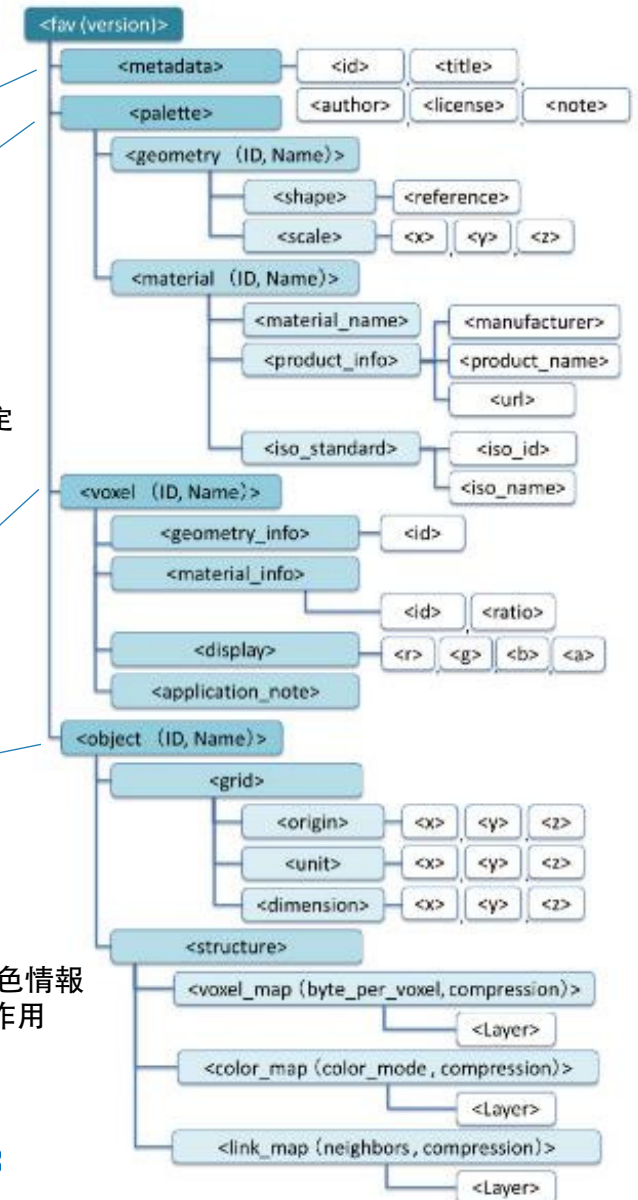 <fav (version)>
<metadata> <id> <title>
<author> <license> <note>
<palette>
<geometry （ID, Name)>
<shape> <reference>
<scale> <x> <y> <z>
<material （ID, Name)>
<material_name>
<product_info> <manufacturer>
<product_name>
<url>
定
<iso_standard> <iso_id>
<iso_name>
<voxel （ID, Name)>
<geometry_info> <id>
<material_info>
<id> <ratio>
<display> <r> <g> <b> <a>
<application_note>
<object （ID, Name)>
<grid>
<origin> <x> <y> <z>
<unit> <x> <y> <z>
<dimension> <x> <y> <z>
<structure>
色情報
作用
<voxel_map (byte_per_voxel, compression)>
<Layer>
<color_map (color_mode , compression)>
<Layer>
<link_map (neighbors , compression)>
<Layer>